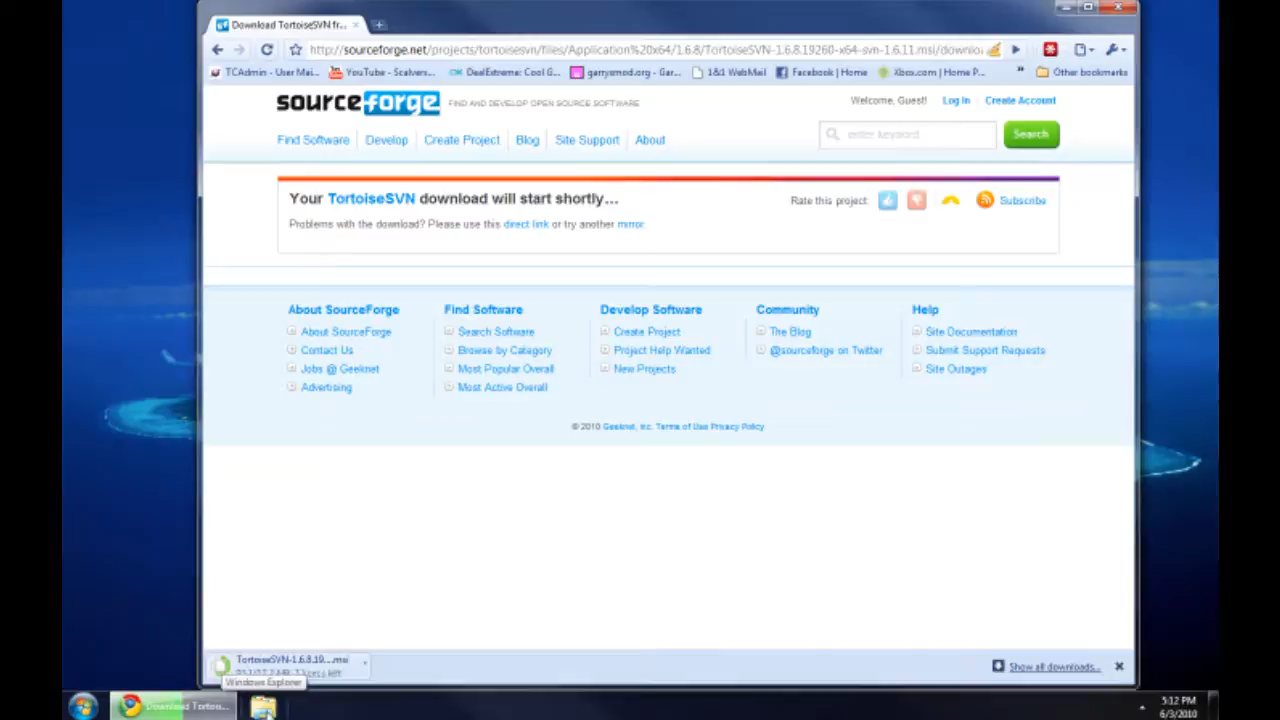 Download TortoiseSVN fr...
http://sourceforge.net/projects/tortoisesvn/files/Application%20x64/1.6.8/TortoiseSVN-1.6.8.19260-x64-svn-1.6.11.msi/downlo
TCAdmin - User Mai... YouTube - Scalvers... DealExtreme: Cool G... garrysmod.org - Gar... 1&1 WebMail Facebook | Home Xbox.com | Home P... » Other bookmarks
sourceforge FIND AND DEVELOP OPEN SOURCE SOFTWARE Welcome, Guest! Log In Create Account
Find Software Develop Create Project Blog Site Support About enter keyword Search
Your TortoiseSVN download will start shortly... Rate this project: Subscribe
Problems with the download? Please use this direct link or try another mirror.
About SourceForge Find Software Develop Software Community Help
About SourceForge Search Software Create Project The Blog Site Documentation
Contact Us Browse by Category Project Help Wanted @sourceforge on Twitter Submit Support Requests
Jobs @ Geeknet Most Popular Overall New Projects Site Outages
Advertising Most Active Overall
© 2010 Geeknet, Inc. Terms of Use Privacy Policy
TortoiseSVN-1.6.8.19....msi Show all downloads...
left
Windows Explorer
Download Tortois... 5:12 PM
6/3/2010